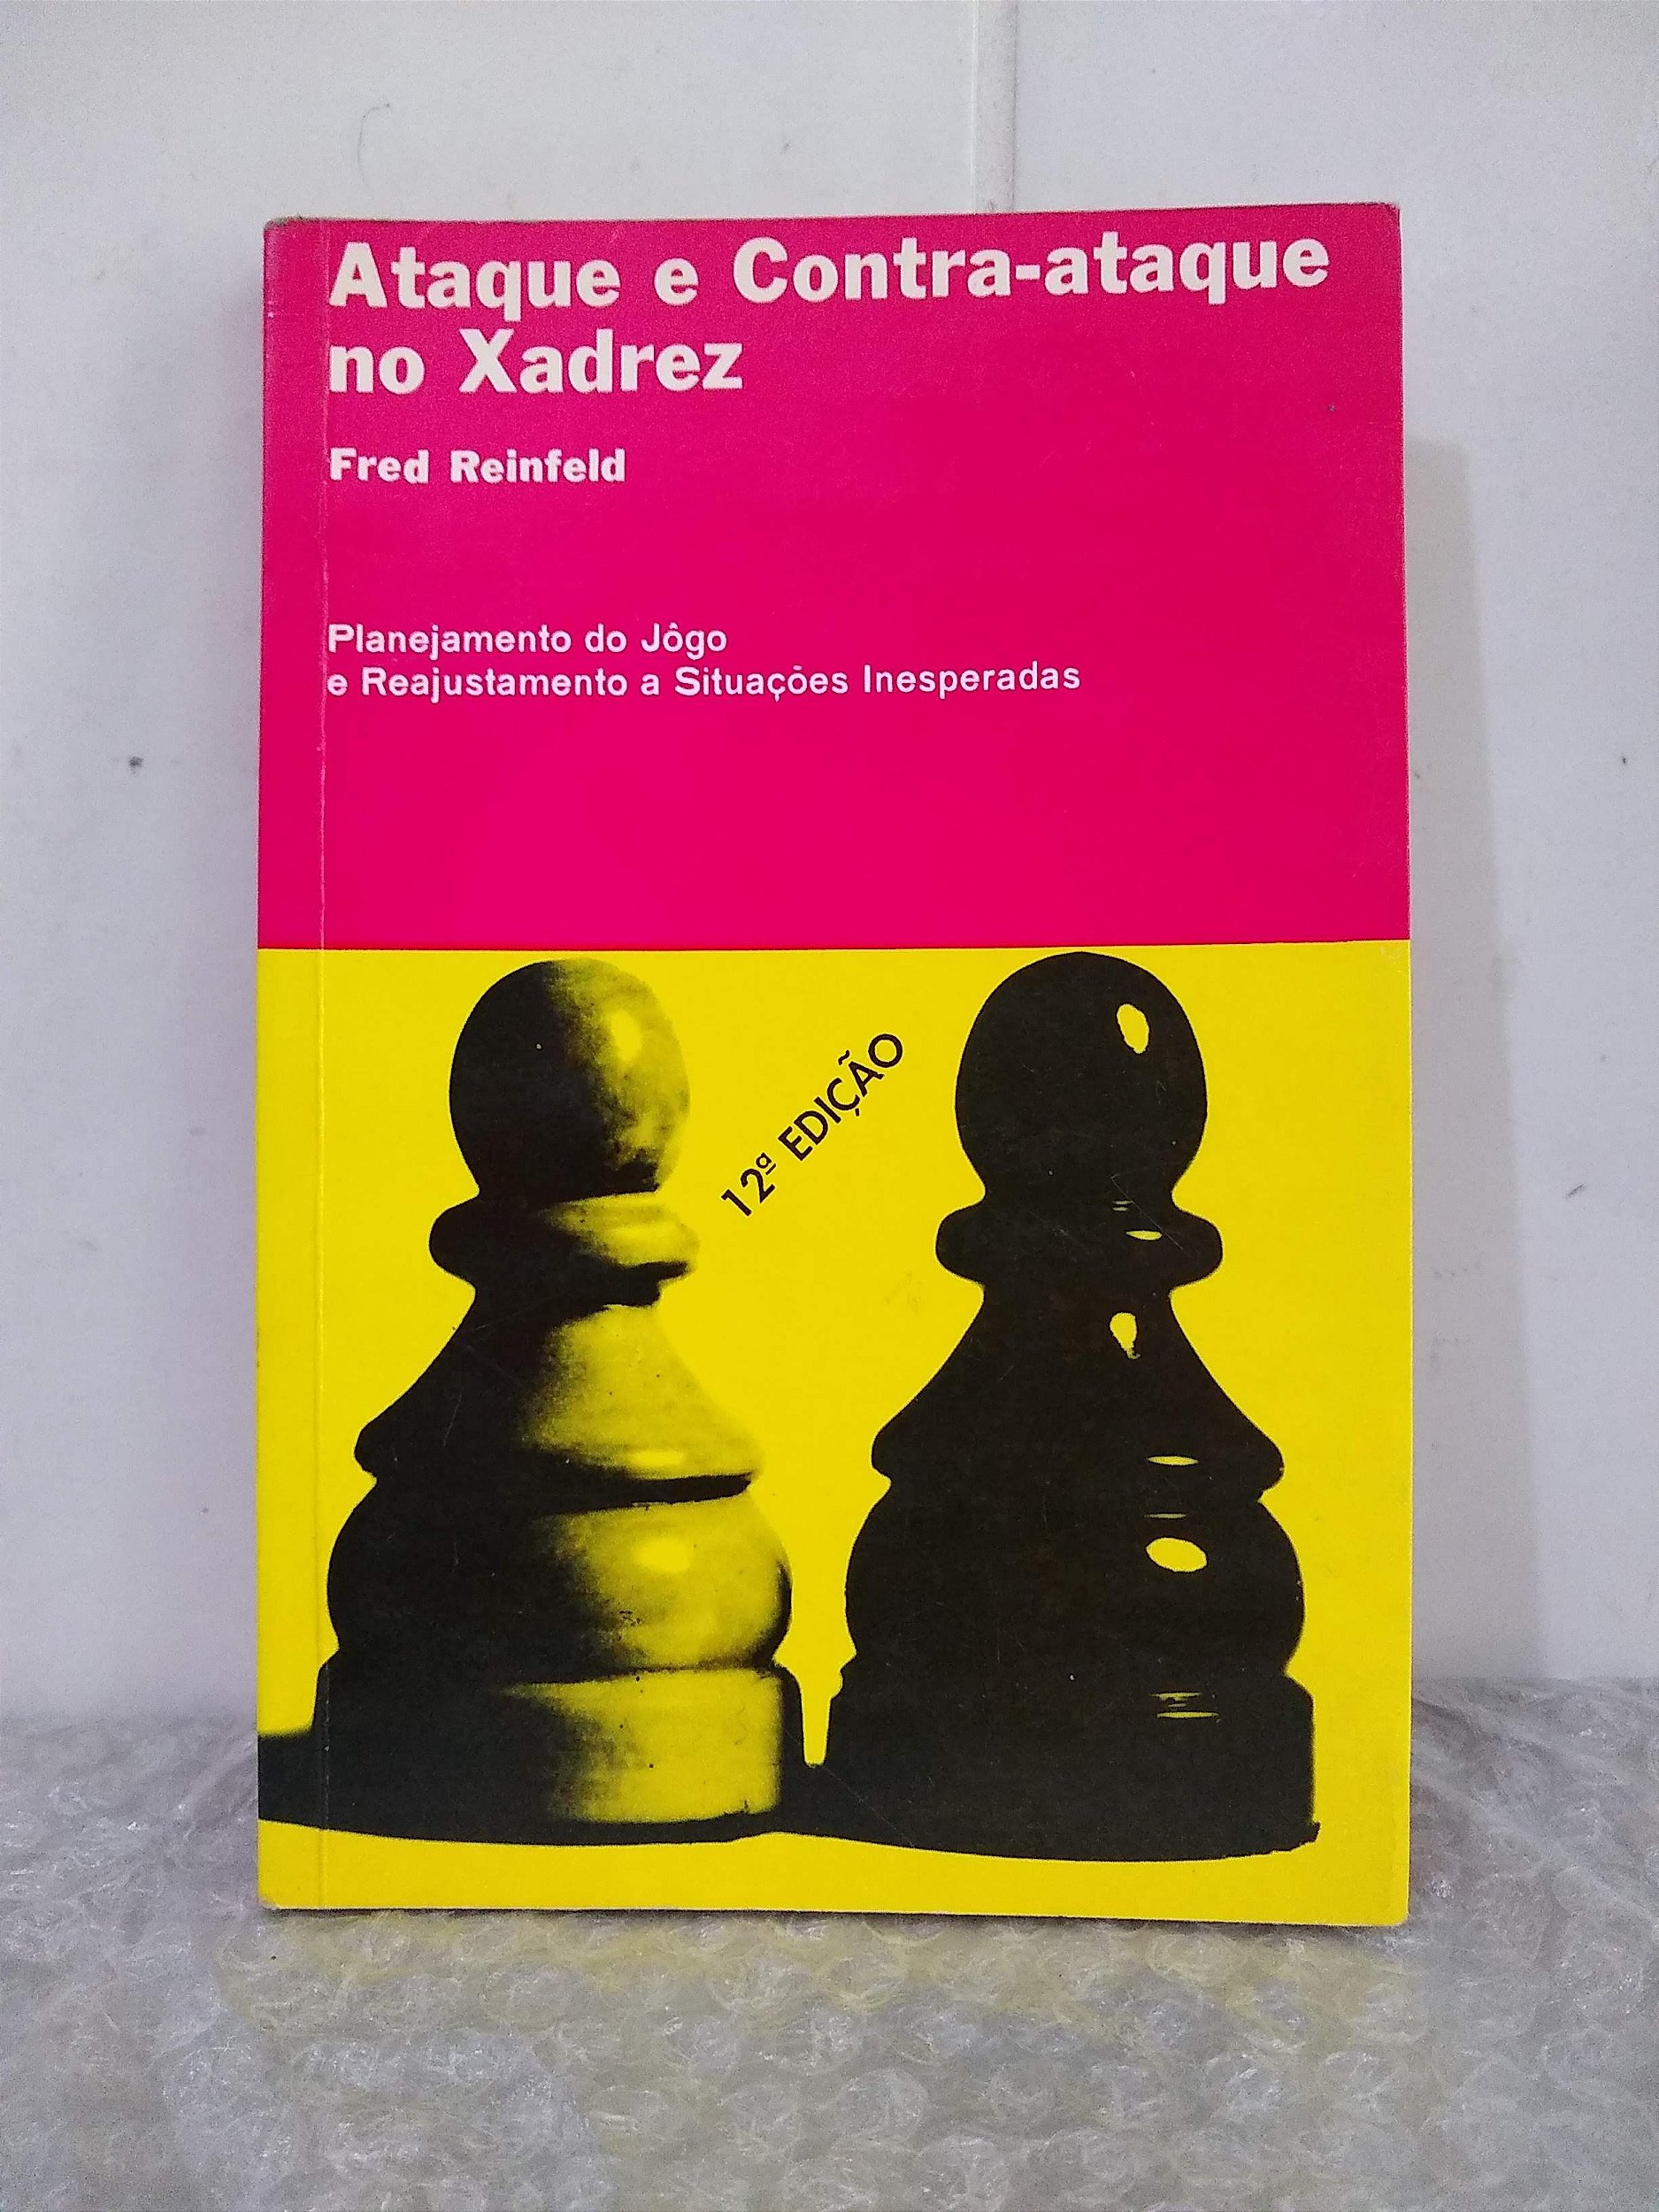 Ataque e Contra-ataque
no Xadrez
Fred Reinfeld
Planejamento do Jôgo
e Reajustamento a Situações Inesperadas
12ª EDIÇÃO